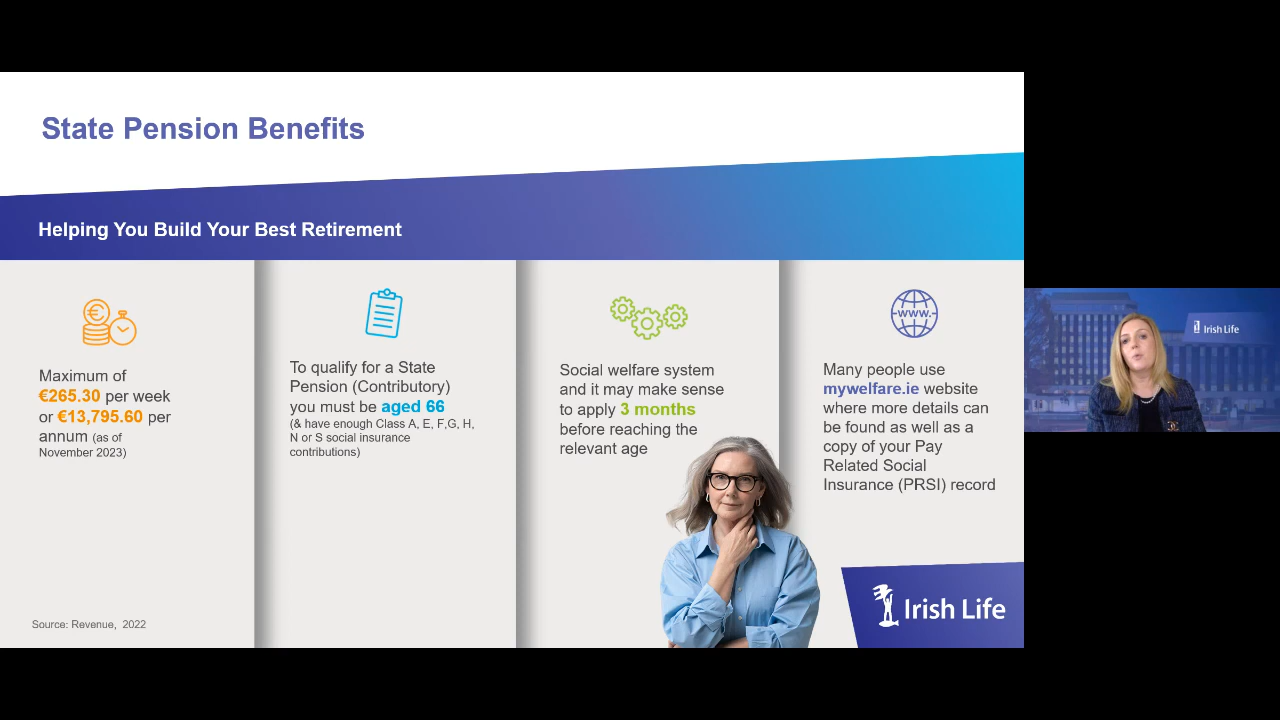 State Pension Benefits
Helping You Build Your Best Retirement
€
Maximum of
€265.30 per week
or €13,795.60 per
annum (as of
November 2023)
To qualify for a State
Pension (Contributory)
you must be aged 66
(& have enough Class A, E, F,G, H,
N or S social insurance
contributions)
Social welfare system
and it may make sense
to apply 3 months
before reaching the
relevant age
www.
Many people use
mywelfare.ie website
where more details can
be found as well as a
copy of your Pay
Related Social
Insurance (PRSI) record
Source: Revenue, 2022
Irish Life
Irish Life